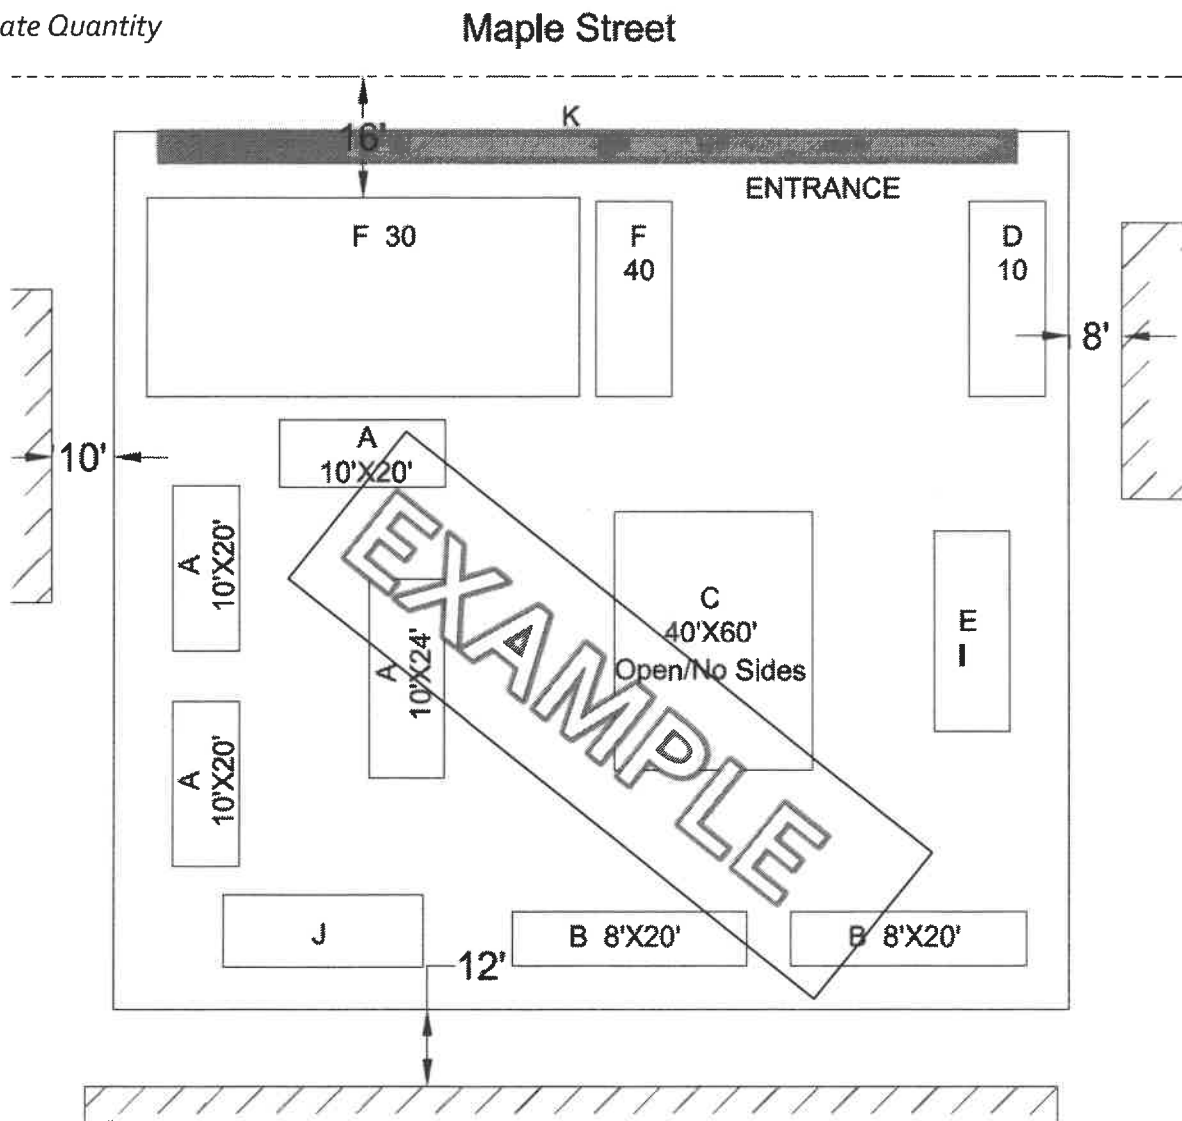 ate Quantity
Maple Street
K
16'
ENTRANCE
F 30
F
40
D
10
8'
10'
A
10'X20'
A
10'X20'
A
10'X24'
A
10'X20'
C
40'X60'
Open/No Sides
E
I
EXAMPLE
J
12'
B 8'X20'
B 8'X20'